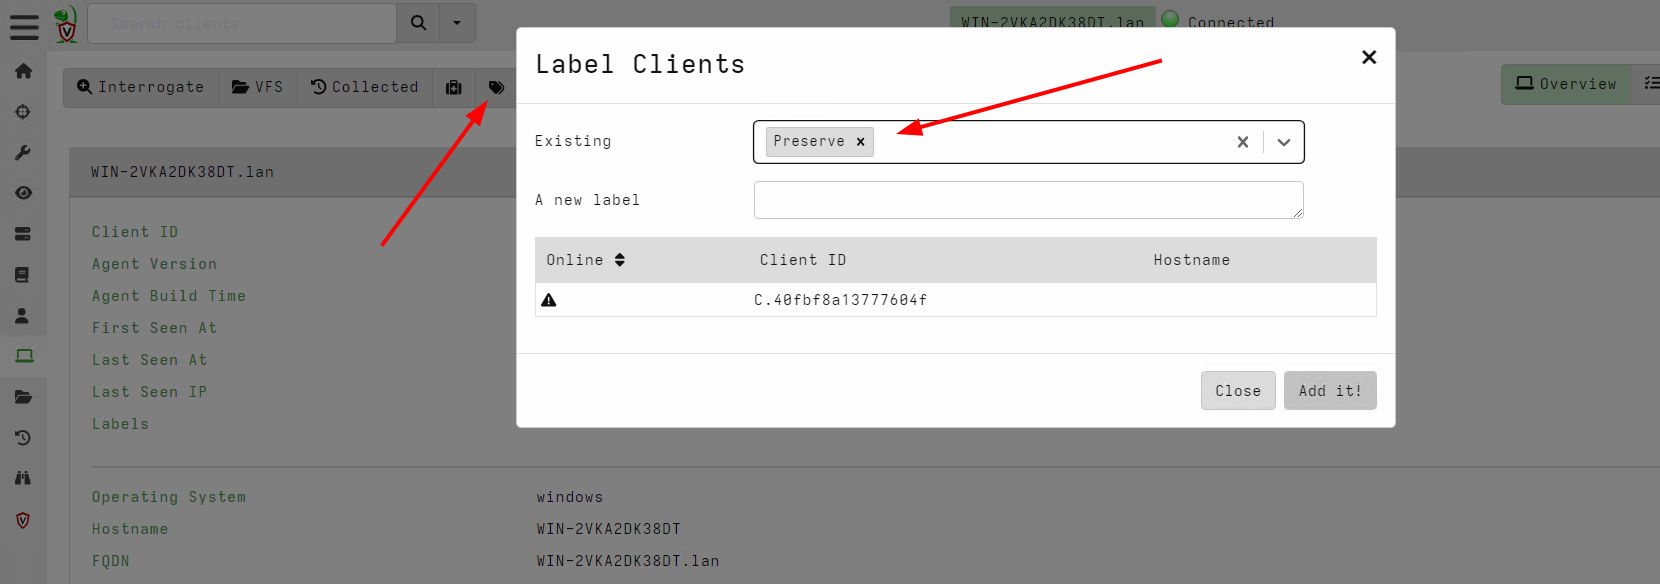 Search clients
WIN-2VKA2DK38DT.lan Connected
Label Clients
Interrogate VFS Collected
Overview
Existing Preserve
A new label
WIN-2VKA2DK38DT.lan
Online Client ID Hostname
C.40fbf8a13777604f
Close Add it!
Client ID
Agent Version
Agent Build Time
First Seen At
Last Seen At
Last Seen IP
Labels
Operating System windows
Hostname WIN-2VKA2DK38DT
FQDN WIN-2VKA2DK38DT.lan